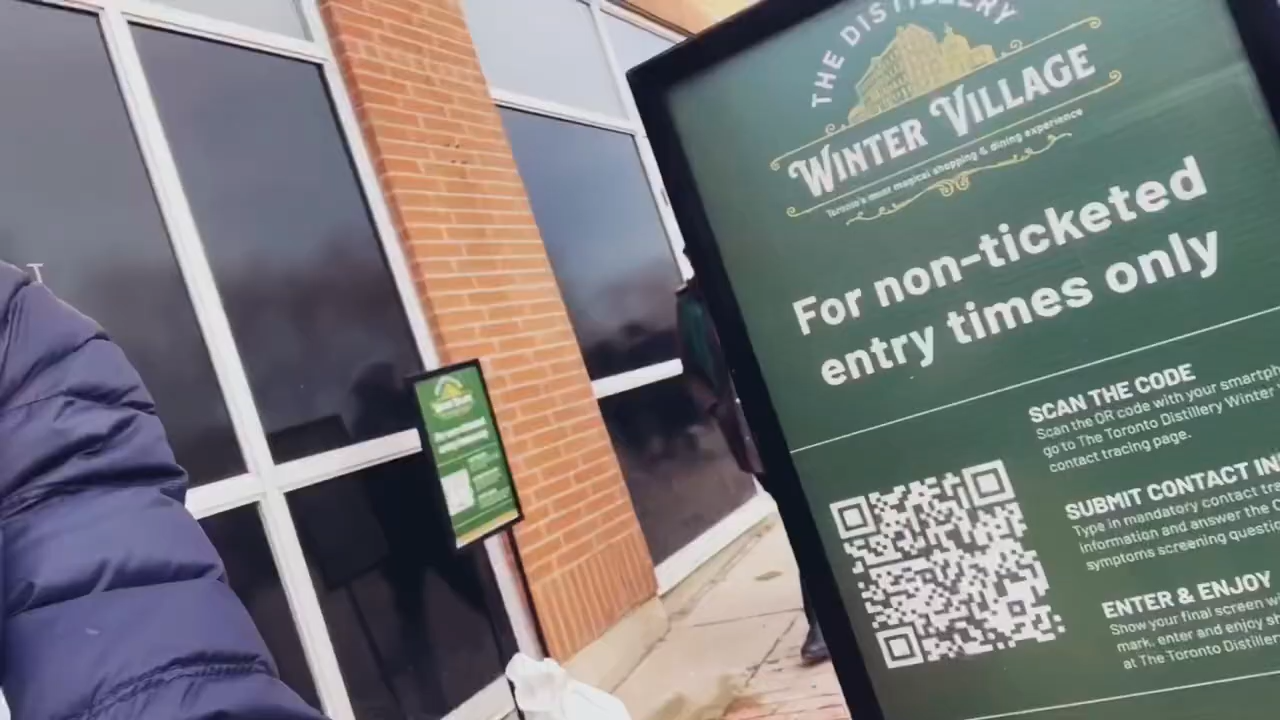 THE DISTILLERY
WINTER VILLAGE
Toronto's most magical shopping & dining experience
For non-ticketed
entry times only
SCAN THE CODE
Scan the QR code with your smartph
go to The Toronto Distillery Winter
contact tracing page.
SUBMIT CONTACT IN
Type in mandatory contact tra
information and answer the
symptoms screening question
ENTER & ENJOY
Show your final screen wi
mark, enter and enjoy sh
at The Toronto Distillery
T